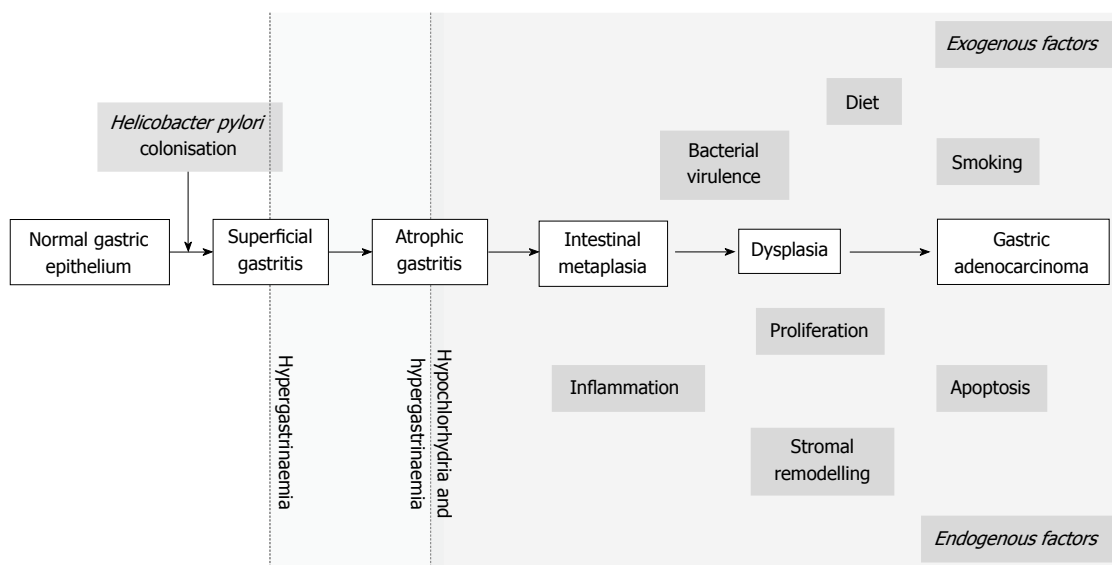 Exogenous factors
Diet
Helicobacter pylori
colonisation
Bacterial
virulence
Smoking
Normal gastric
epithelium
Superficial
gastritis
Atrophic
gastritis
Intestinal
metaplasia
Dysplasia
Gastric
adenocarcinoma
Proliferation
Hypergastrinaemia
Hypochlorhydria and
hypergastrinaemia
Inflammation
Apoptosis
Stromal
remodelling
Endogenous factors